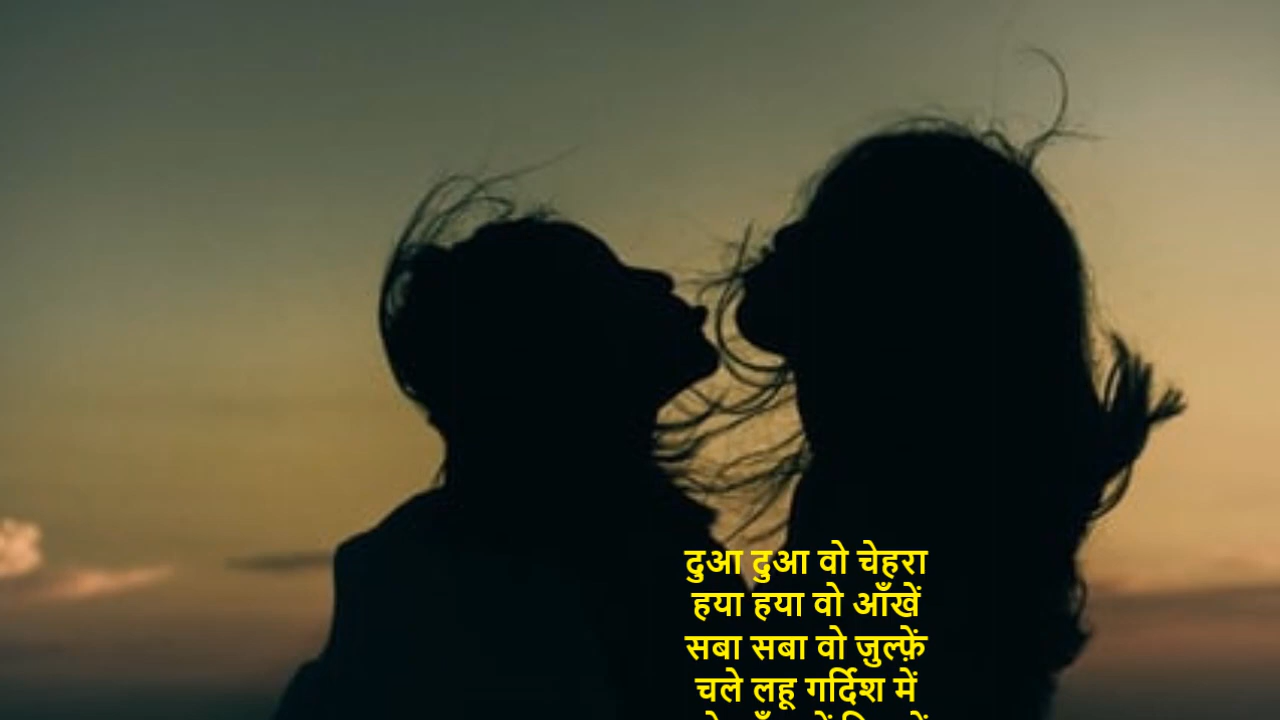 दुआ दुआ वो चेहरा
हया हया वो आँखें
सबा सबा वो ज़ुल्फ़ें
चले लहू गर्दिश में